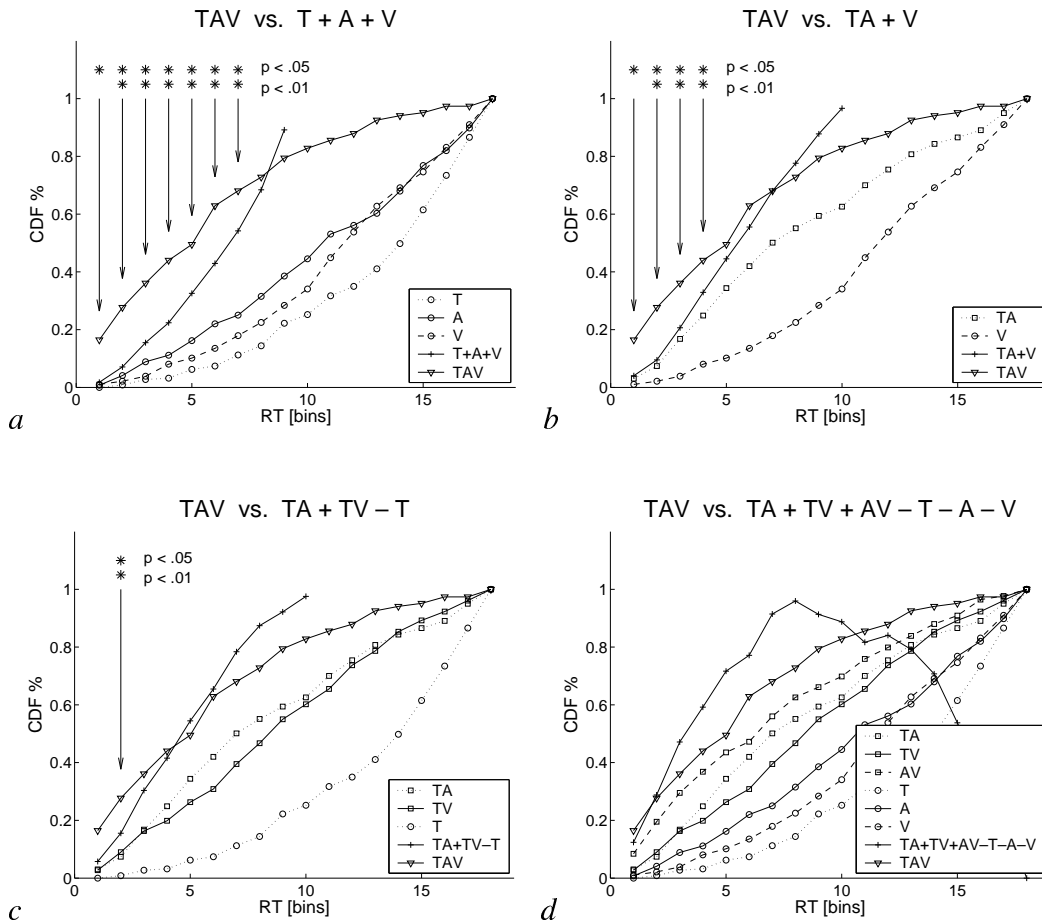 TAV vs. T + A + V
TAV vs. TA + V
* * * * * * * p < .05
* * * * * * p < .01
* * * * p < .05
* * * p < .01
1
0.8
0.6
0.4
0.2
0
CDF %
T
A
V
T+A+V
TAV
0
5
10
15
RT [bins]
a
1
0.8
0.6
0.4
0.2
0
CDF %
TA
V
TA+V
TAV
0
5
10
15
RT [bins]
b
TAV vs. TA + TV – T
TAV vs. TA + TV + AV – T – A – V
* p < .05
* p < .01
1
0.8
0.6
0.4
0.2
0
CDF %
TA
TV
T
TA+TV–T
TAV
0
5
10
15
RT [bins]
c
1
0.8
0.6
0.4
0.2
0
CDF %
TA
TV
AV
T
A
V
TA+TV+AV–T–A–V
TAV
0
5
10
15
RT [bins]
d